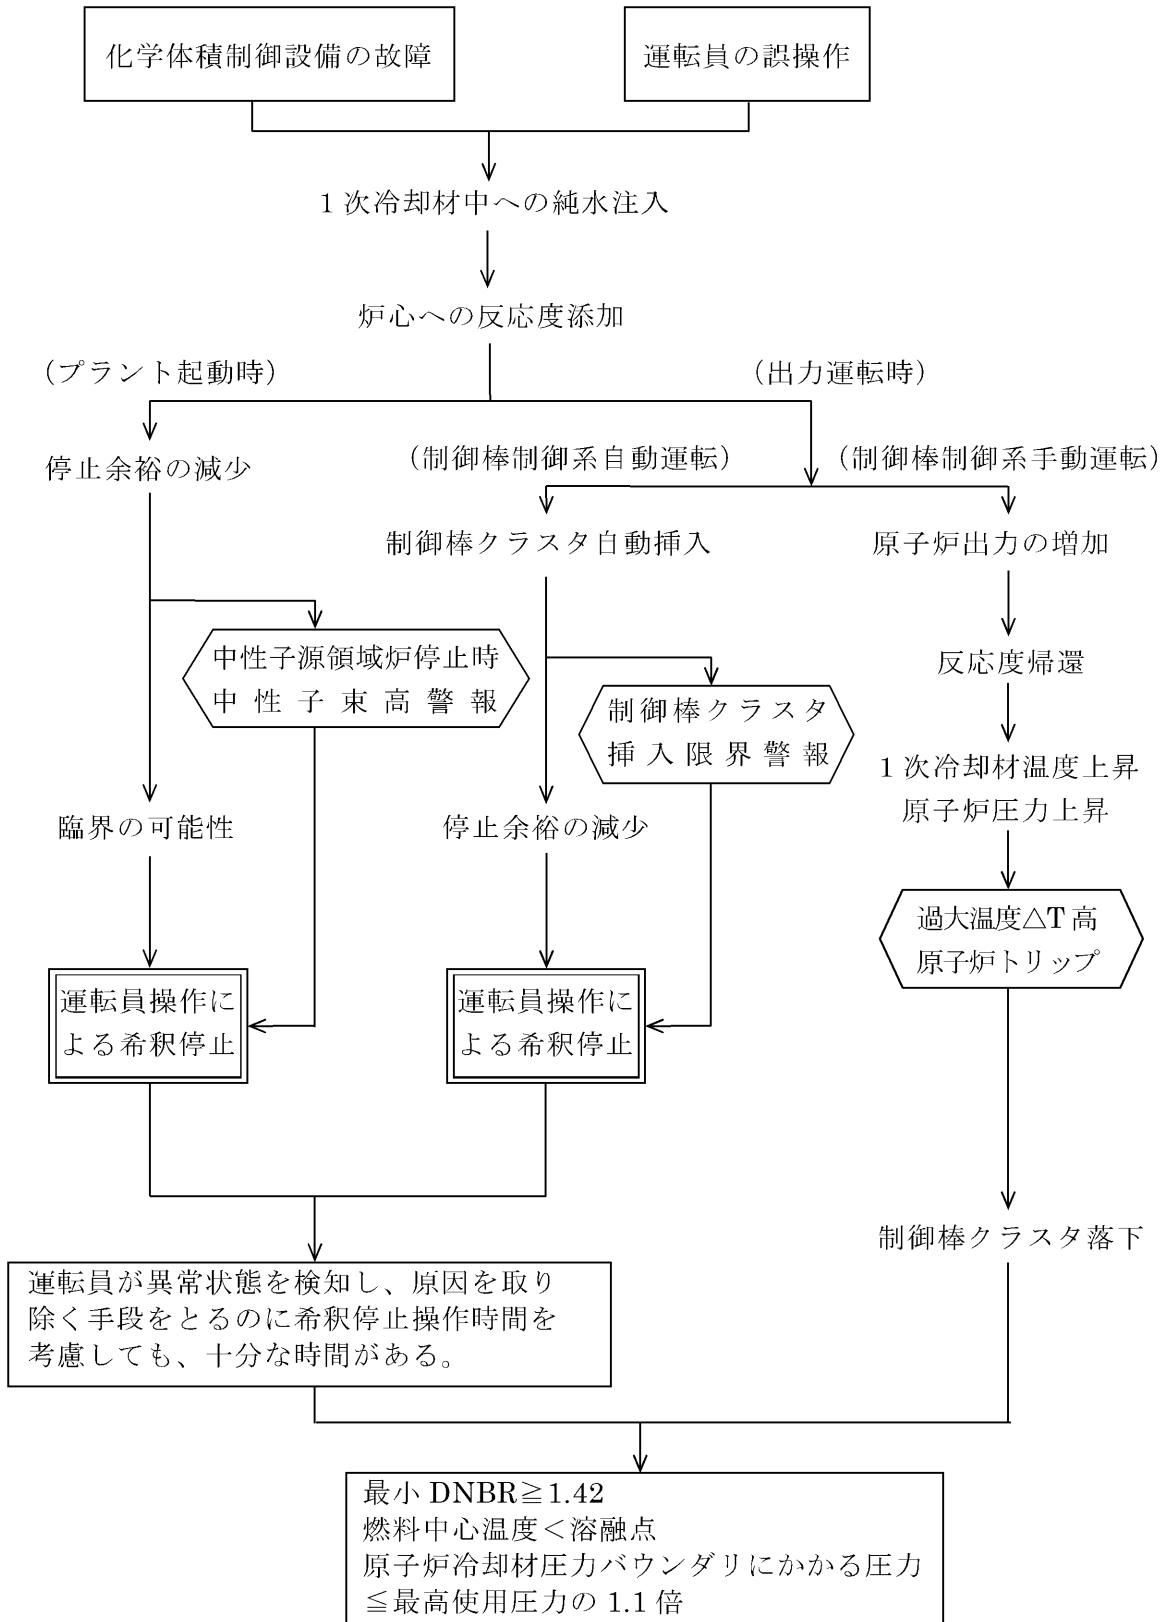 化学体積制御設備の故障
運転員の誤操作
1次冷却材中への純水注入
炉心への反応度添加
（プラント起動時）
（出力運転時）
停止余裕の減少
（制御棒制御系自動運転）
（制御棒制御系手動運転）
制御棒クラスタ自動挿入
原子炉出力の増加
中性子源領域炉停止時
中性子束高警報
反応度帰還
制御棒クラスタ
挿入限界警報
1次冷却材温度上昇
原子炉圧力上昇
臨界の可能性
停止余裕の減少
過大温度△T高
原子炉トリップ
運転員操作に
よる希釈停止
運転員操作に
よる希釈停止
制御棒クラスタ落下
運転員が異常状態を検知し、原因を取り
除く手段をとるのに希釈停止操作時間を
考慮しても、十分な時間がある。
最小 DNBR≧1.42
燃料中心温度＜溶融点
原子炉冷却材圧力バウンダリにかかる圧力
≦最高使用圧力の 1.1 倍